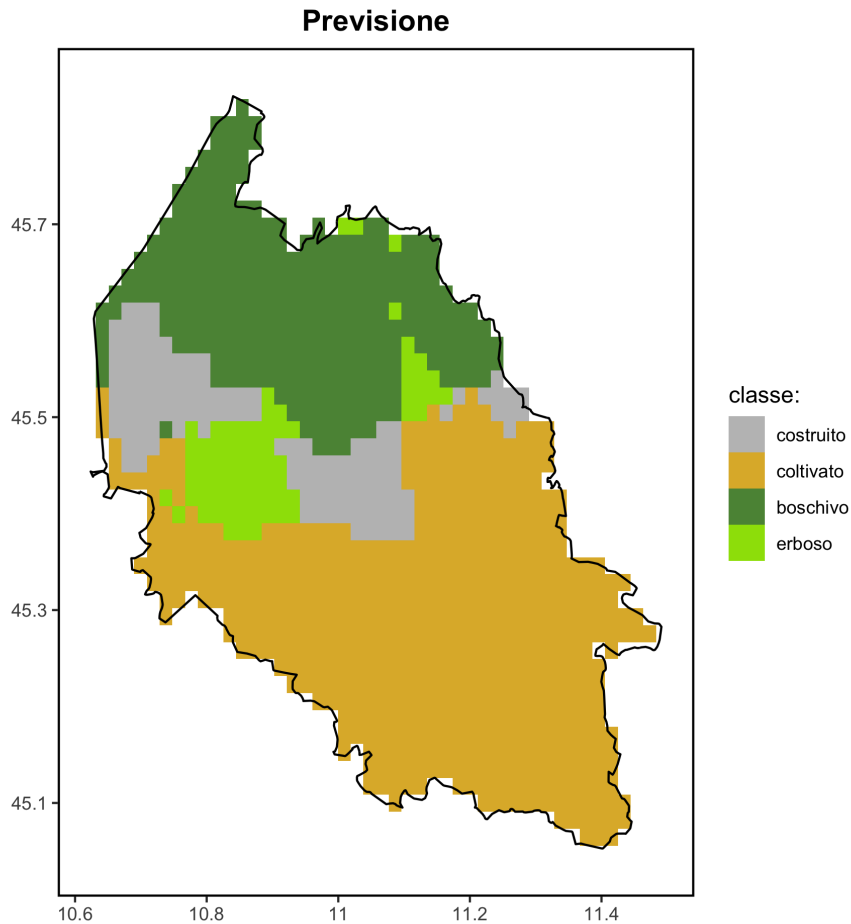 Previsione
45.7
45.5
45.3
45.1
10.6 10.8 11 11.2 11.4
classe:
costruito
coltivato
boschivo
erboso